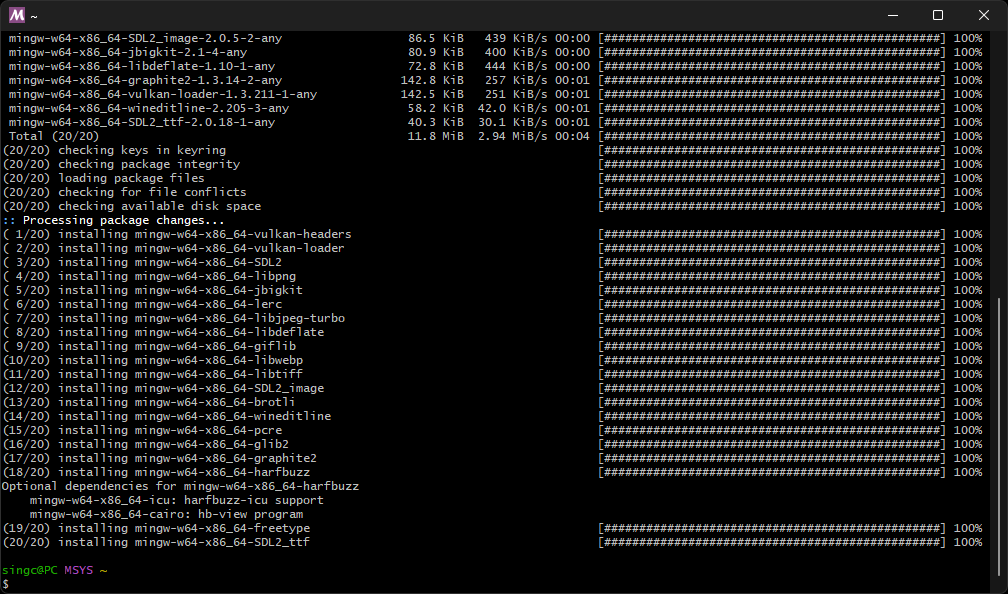 M ~
mingw-w64-x86_64-SDL2_image-2.0.5-2-any 86.5 KiB 439 KiB/s 00:00 [################################################] 100%
mingw-w64-x86_64-jbigkit-2.1-4-any 80.9 KiB 400 KiB/s 00:00 [################################################] 100%
mingw-w64-x86_64-libdeflate-1.10-1-any 72.8 KiB 444 KiB/s 00:00 [################################################] 100%
mingw-w64-x86_64-graphite2-1.3.14-2-any 142.8 KiB 257 KiB/s 00:01 [################################################] 100%
mingw-w64-x86_64-vulkan-loader-1.3.211-1-any 142.5 KiB 251 KiB/s 00:01 [################################################] 100%
mingw-w64-x86_64-wineditline-2.205-3-any 58.2 KiB 42.0 KiB/s 00:01 [################################################] 100%
mingw-w64-x86_64-SDL2_ttf-2.0.18-1-any 40.3 KiB 30.1 KiB/s 00:01 [################################################] 100%
Total (20/20) 11.8 MiB 2.94 MiB/s 00:04 [################################################] 100%
(20/20) checking keys in keyring [################################################] 100%
(20/20) checking package integrity [################################################] 100%
(20/20) loading package files [################################################] 100%
(20/20) checking for file conflicts [################################################] 100%
(20/20) checking available disk space [################################################] 100%
:: Processing package changes...
( 1/20) installing mingw-w64-x86_64-vulkan-headers [################################################] 100%
( 2/20) installing mingw-w64-x86_64-vulkan-loader [################################################] 100%
( 3/20) installing mingw-w64-x86_64-SDL2 [################################################] 100%
( 4/20) installing mingw-w64-x86_64-libpng [################################################] 100%
( 5/20) installing mingw-w64-x86_64-jbigkit [################################################] 100%
( 6/20) installing mingw-w64-x86_64-lerc [################################################] 100%
( 7/20) installing mingw-w64-x86_64-libjpeg-turbo [################################################] 100%
( 8/20) installing mingw-w64-x86_64-libdeflate [################################################] 100%
( 9/20) installing mingw-w64-x86_64-giflib [################################################] 100%
(10/20) installing mingw-w64-x86_64-libwebp [################################################] 100%
(11/20) installing mingw-w64-x86_64-libtiff [################################################] 100%
(12/20) installing mingw-w64-x86_64-SDL2_image [################################################] 100%
(13/20) installing mingw-w64-x86_64-brotli [################################################] 100%
(14/20) installing mingw-w64-x86_64-wineditline [################################################] 100%
(15/20) installing mingw-w64-x86_64-pcre [################################################] 100%
(16/20) installing mingw-w64-x86_64-glib2 [################################################] 100%
(17/20) installing mingw-w64-x86_64-graphite2 [################################################] 100%
(18/20) installing mingw-w64-x86_64-harfbuzz [################################################] 100%
Optional dependencies for mingw-w64-x86_64-harfbuzz
mingw-w64-x86_64-icu: harfbuzz-icu support
mingw-w64-x86_64-cairo: hb-view program
(19/20) installing mingw-w64-x86_64-freetype [################################################] 100%
(20/20) installing mingw-w64-x86_64-SDL2_ttf [################################################] 100%
singc@PC MSYS ~
$